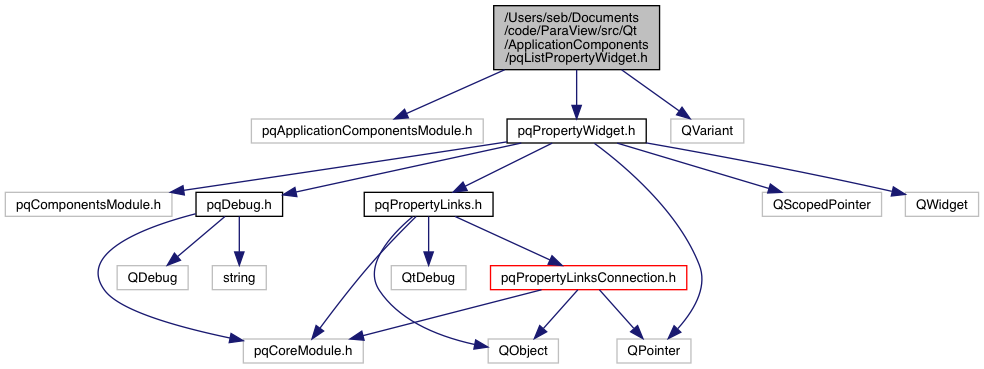 /Users/seb/Documents
/code/ParaView/src/Qt
/ApplicationComponents
/pqListPropertyWidget.h
pqApplicationComponentsModule.h
pqPropertyWidget.h
QVariant
pqComponentsModule.h
pqDebug.h
pqPropertyLinks.h
QScopedPointer
QWidget
QDebug
string
QtDebug
pqPropertyLinksConnection.h
pqCoreModule.h
QObject
QPointer